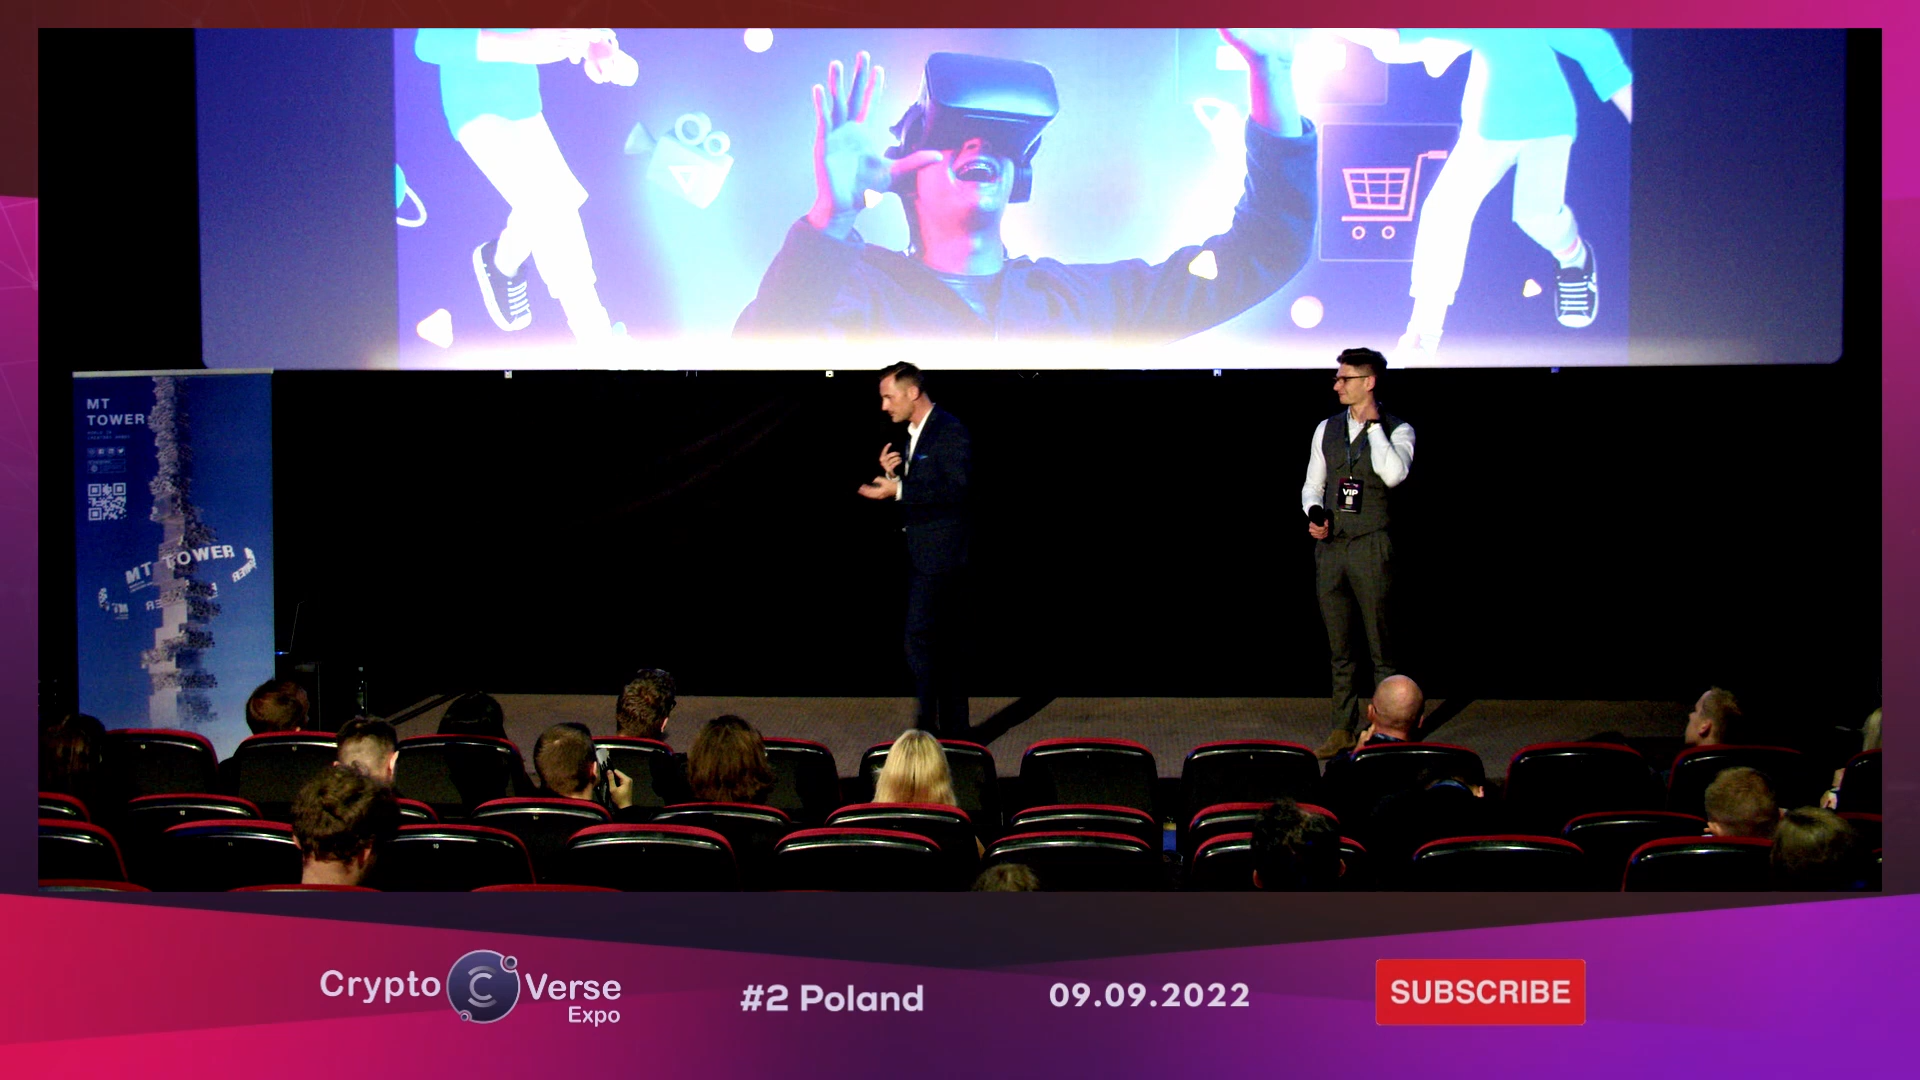 MT
TOWER
MT TOWER
VIP
Crypto Verse
Expo
#2 Poland
09.09.2022
SUBSCRIBE